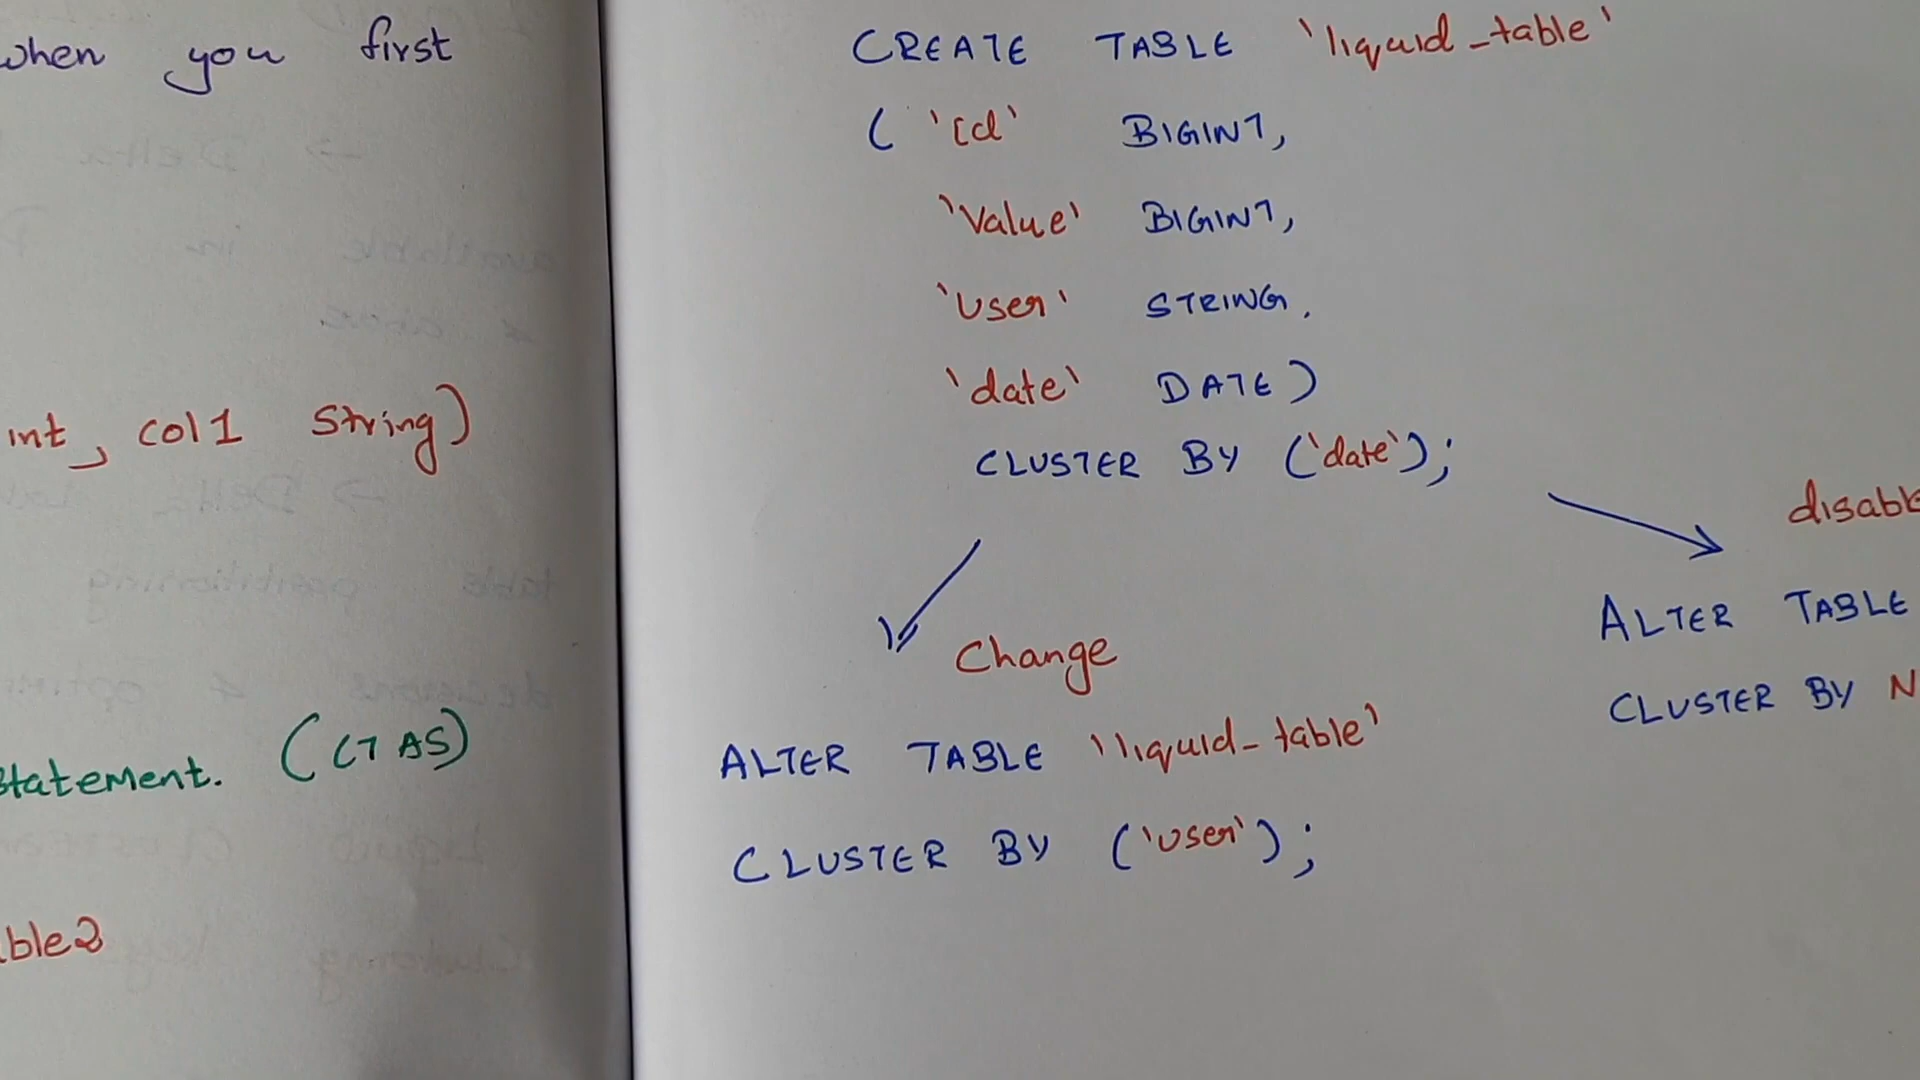 when you first
int, col1 String)
Statement. (CTAS)
ble2
CREATE TABLE `liquid_table`
( `Id` BIGINT,
`Value` BIGINT,
`User` STRING,
`date` DATE)
CLUSTER BY (`date`);
Change
ALTER TABLE `liquid_table`
CLUSTER BY (`user`);
disabl
ALTER TABLE
CLUSTER BY N